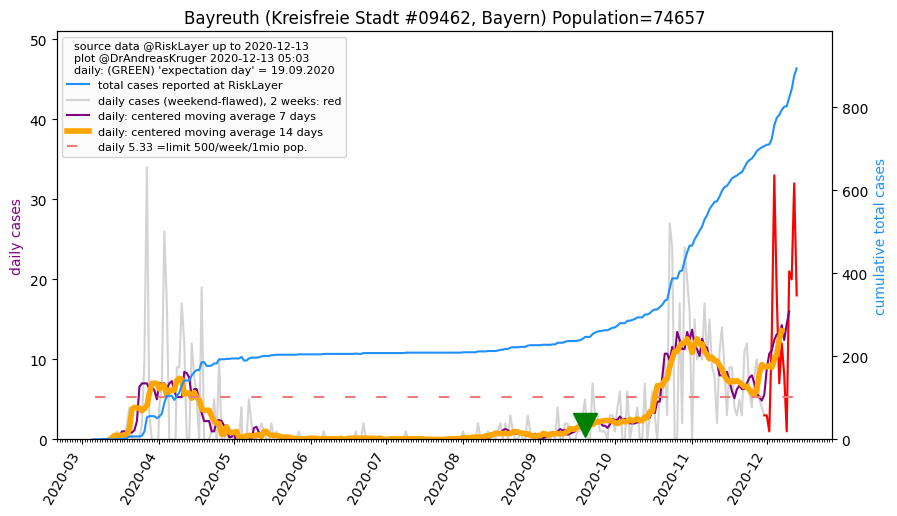 Bayreuth (Kreisfreie Stadt #09462, Bayern) Population=74657
source data @RiskLayer up to 2020-12-13
plot @DrAndreasKruger 2020-12-13 05:03
daily: (GREEN) 'expectation day' = 19.09.2020
total cases reported at RiskLayer
daily cases (weekend-flawed), 2 weeks: red
daily: centered moving average 7 days
daily: centered moving average 14 days
daily 5.33 =limit 500/week/1mio pop.
daily cases
50
40
30
20
10
0
cumulative total cases
800
600
400
200
0
2020-03
2020-04
2020-05
2020-06
2020-07
2020-08
2020-09
2020-10
2020-11
2020-12